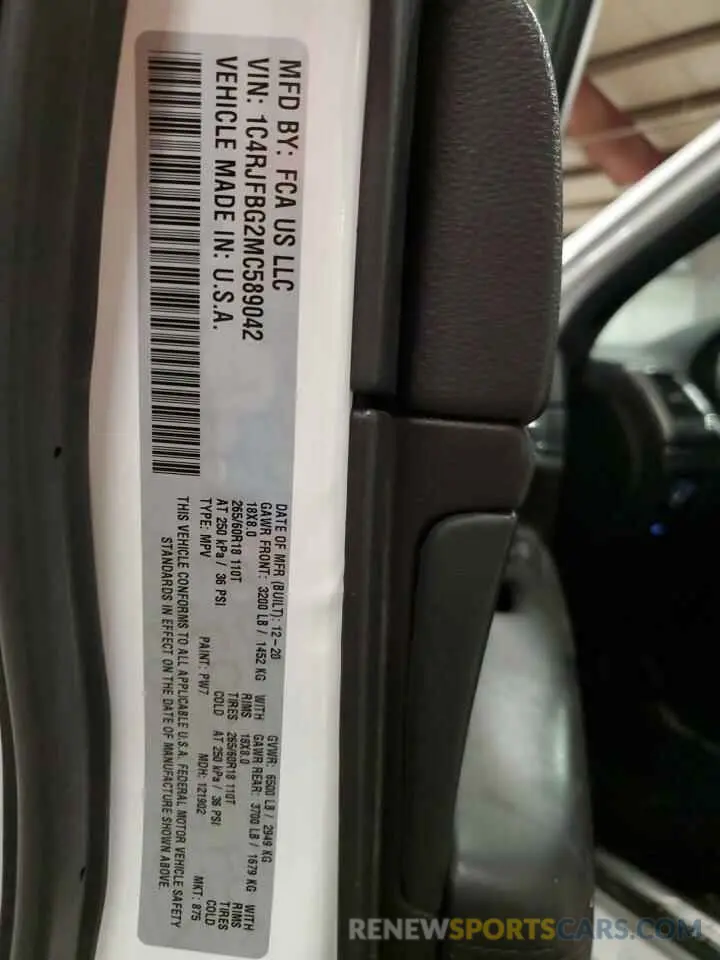 MFD BY: FCA US LLC
VIN: 1C4RJFBG2MC589042
VEHICLE MADE IN: U.S.A.
DATE OF MFR (BUILT): 12-20 GVWR: 6500 LB / 2949 KG
GAWR FRONT: 3200 LB / 1452 KG WITH GAWR REAR: 3700 LB / 1679 KG WITH
18X8.0 RIMS 18X8.0 RIMS
265/60R18 110T TIRES 265/60R18 110T TIRES
AT 250 kPa / 36 PSI COLD AT 250 kPa / 36 PSI COLD
TYPE: MPV PAINT: PW7 MDH: 121902 MKT: 875
THIS VEHICLE CONFORMS TO ALL APPLICABLE U.S.A. FEDERAL MOTOR VEHICLE SAFETY
STANDARDS IN EFFECT ON THE DATE OF MANUFACTURE SHOWN ABOVE.
RENEWSPORTSCARS.COM